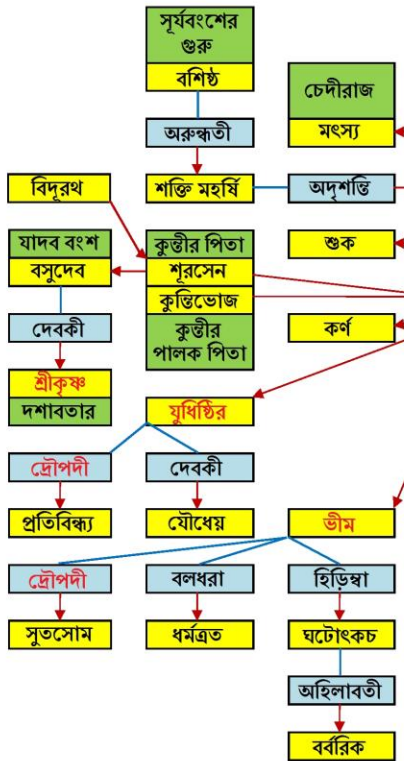 সূর্যবংশের
গুরু
বশিষ্ঠ
চেদীরাজ
অরুন্ধতী
মৎস্য
বিদূরথ
শক্তি মহর্ষি
অদৃশন্তি
যাদব বংশ
কুন্তীর পিতা
শুক
বসুদেব
শূরসেন
কুন্তিভোজ
দেবকী
কুন্তীর
পালক পিতা
কর্ণ
শ্রীকৃষ্ণ
দশাবতার
যুধিষ্ঠির
দ্রৌপদী
দেবকী
প্রতিবিন্ধ্য
যৌধেয়
ভীম
দ্রৌপদী
বলধরা
হিড়িম্বা
সুতসোম
ধর্মত্রত
ঘটোৎকচ
অহিলাবতী
বর্বরিক